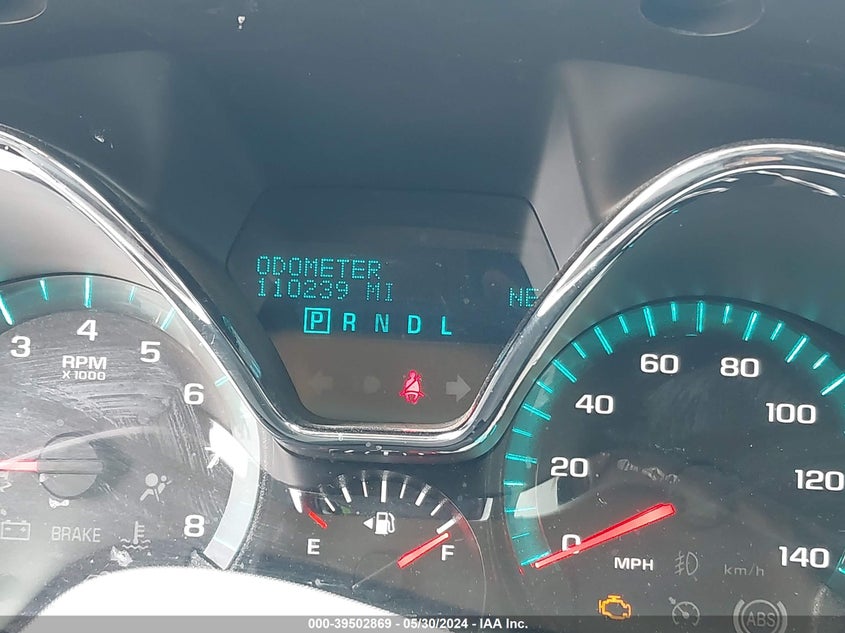 ODOMETER
110239 MI NE
P R N D L
3 4 5 6 8
RPM
X1000
BRAKE
E F
0 20 40 60 80 100 120 140
MPH
km/h
ABS
000-39502869 - 05/30/2024 - IAA Inc.